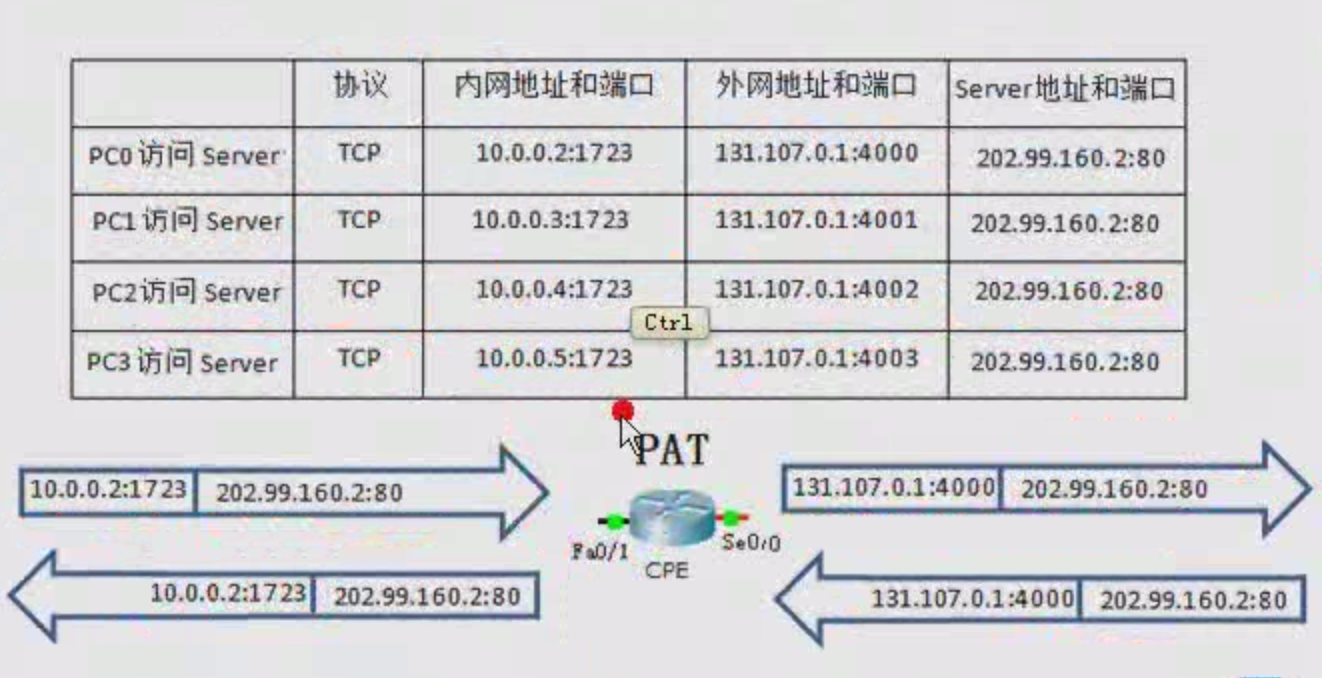 协议 内网地址和端口 外网地址和端口 Server地址和端口
PC0 访问 Server TCP 10.0.0.2:1723 131.107.0.1:4000 202.99.160.2:80
PC1 访问 Server TCP 10.0.0.3:1723 131.107.0.1:4001 202.99.160.2:80
PC2访问 Server TCP 10.0.0.4:1723 131.107.0.1:4002 202.99.160.2:80
Ctrl
PC3 访问 Server TCP 10.0.0.5:1723 131.107.0.1:4003 202.99.160.2:80
PAT
10.0.0.2:1723 202.99.160.2:80
131.107.0.1:4000 202.99.160.2:80
Fa0/1
Se0/0
CPE
10.0.0.2:1723 202.99.160.2:80
131.107.0.1:4000 202.99.160.2:80